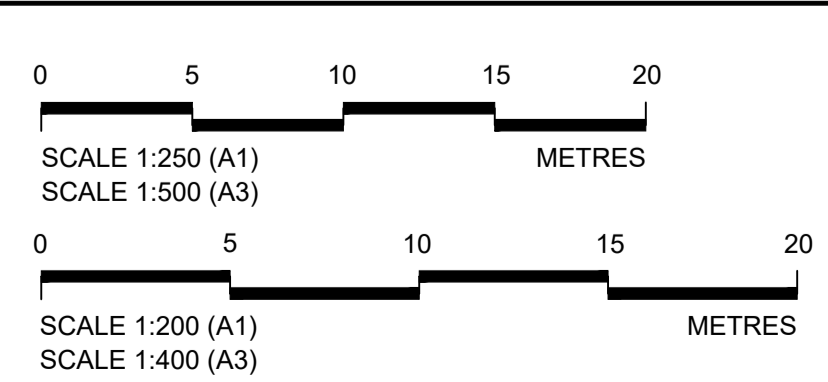 0 5 10 15 20
SCALE 1:250 (A1) METRES
SCALE 1:500 (A3)
0 5 10 15 20
SCALE 1:200 (A1) METRES
SCALE 1:400 (A3)